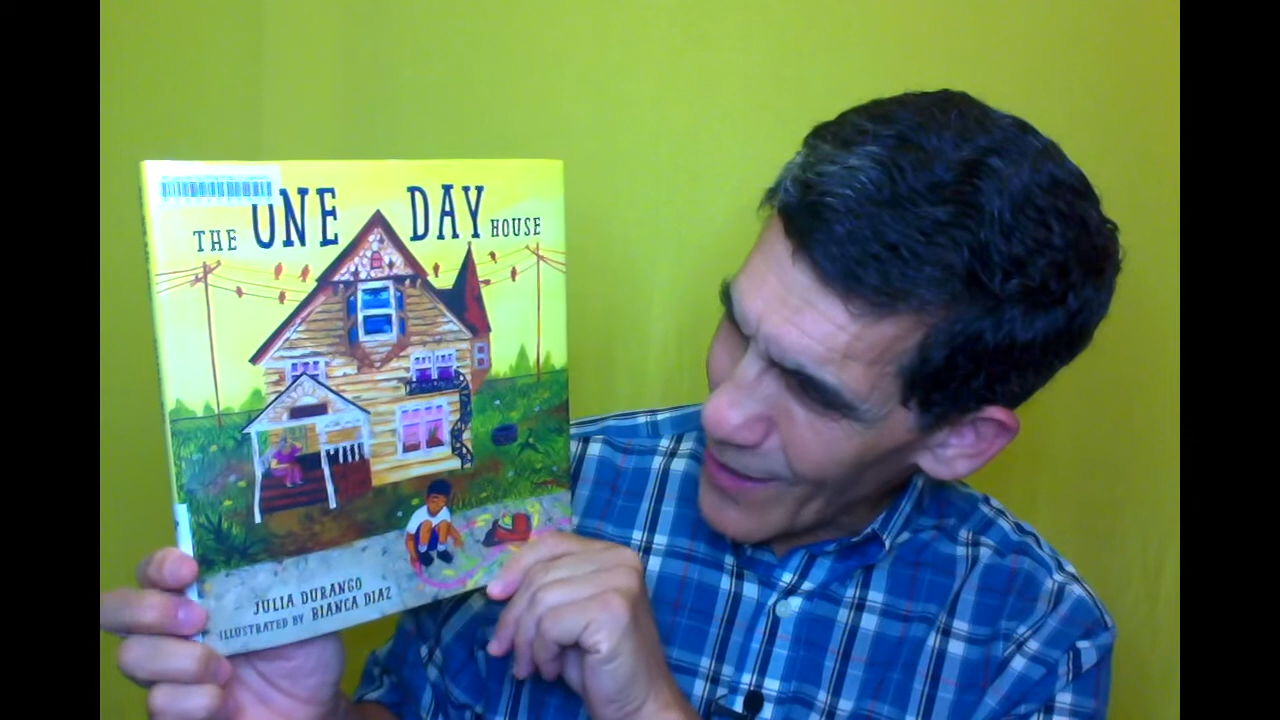 THE ONE DAY HOUSE
JULIA DURANGO
ILLUSTRATED BY BIANCA DIAZ